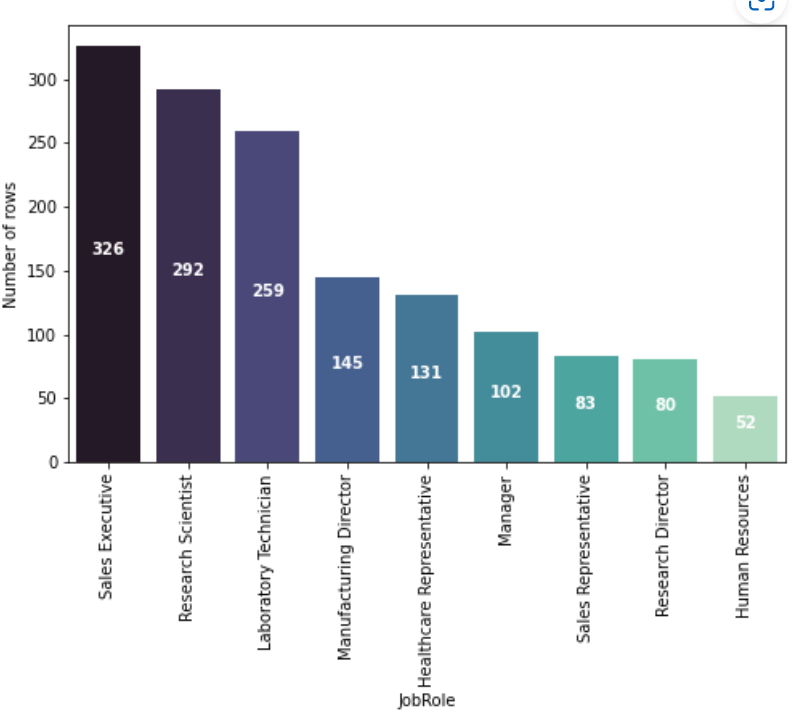 Number of rows
300
250
200
150
100
50
0
326
292
259
145
131
102
83
80
52
Sales Executive
Research Scientist
Laboratory Technician
Manufacturing Director
Healthcare Representative
Manager
Sales Representative
Research Director
Human Resources
JobRole